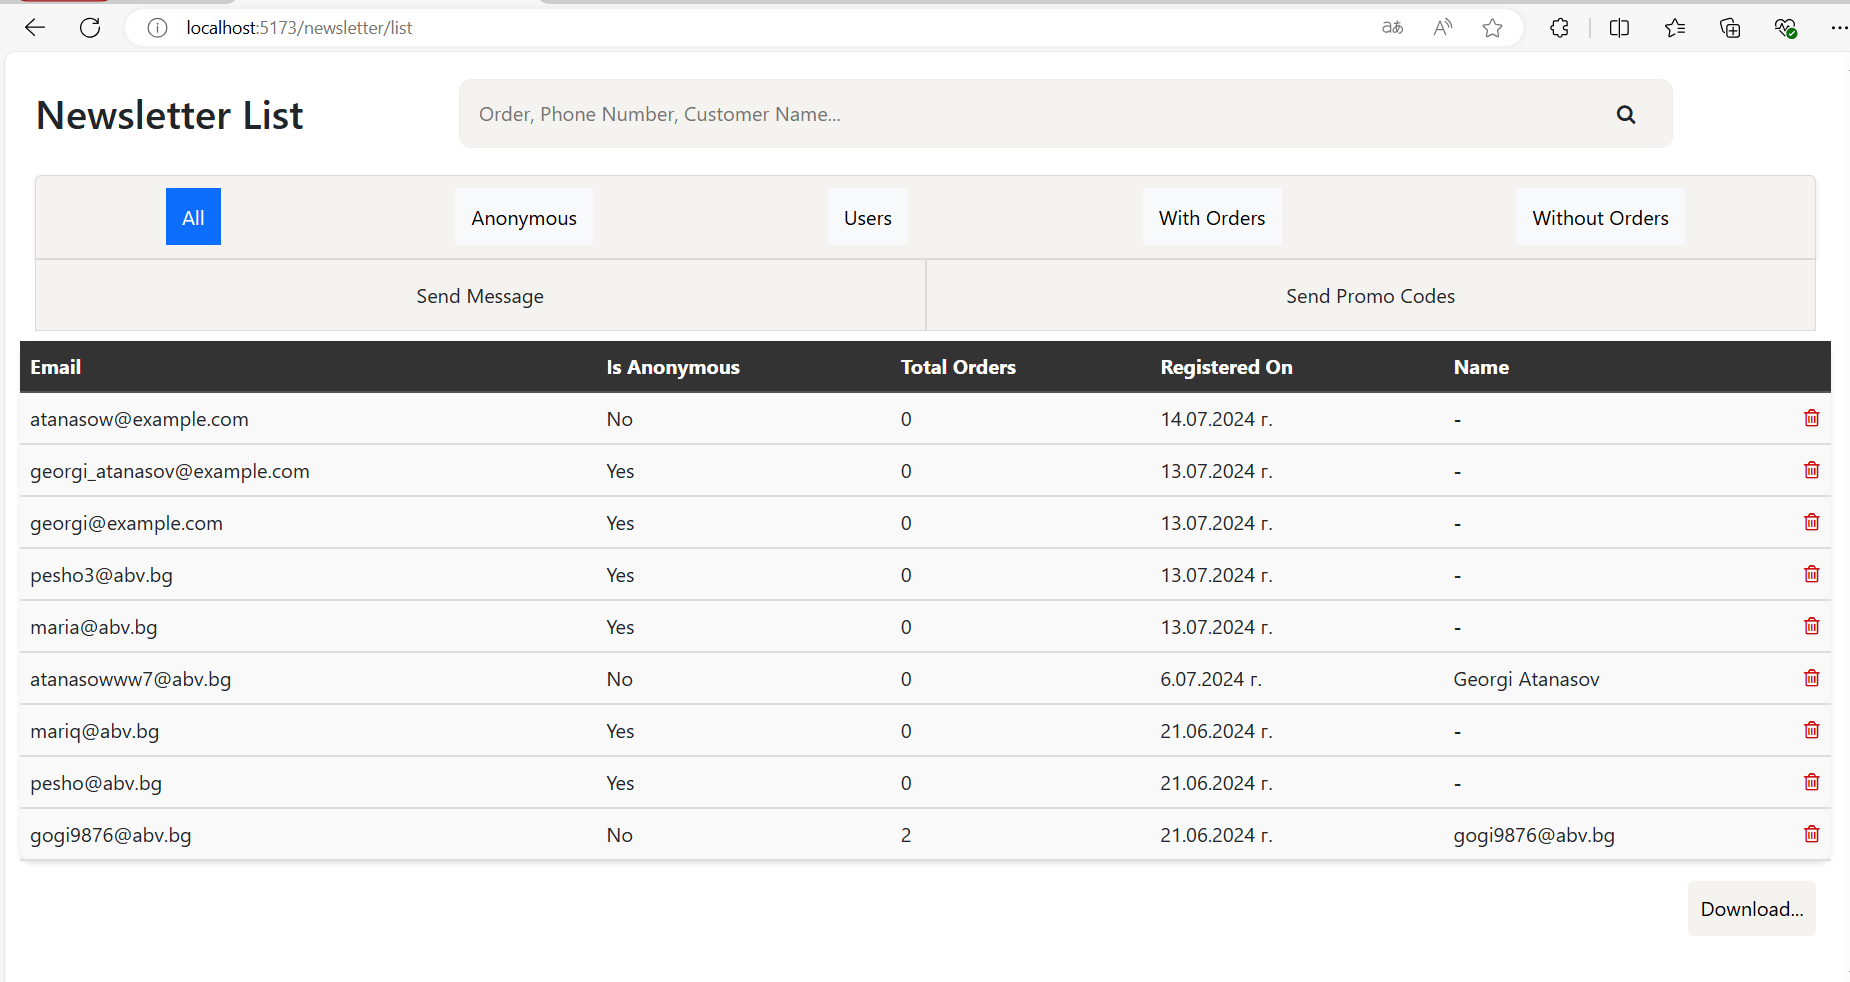 localhost:5173/newsletter/list
Newsletter List
Order, Phone Number, Customer Name...
All Anonymous Users With Orders Without Orders
Send Message Send Promo Codes
Email Is Anonymous Total Orders Registered On Name
atanasow@example.com No 0 14.07.2024 г. -
georgi_atanasov@example.com Yes 0 13.07.2024 г. -
georgi@example.com Yes 0 13.07.2024 г. -
pesho3@abv.bg Yes 0 13.07.2024 г. -
maria@abv.bg Yes 0 13.07.2024 г. -
atanasowww7@abv.bg No 0 6.07.2024 г. Georgi Atanasov
mariq@abv.bg Yes 0 21.06.2024 г. -
pesho@abv.bg Yes 0 21.06.2024 г. -
gogi9876@abv.bg No 2 21.06.2024 г. gogi9876@abv.bg
Download...